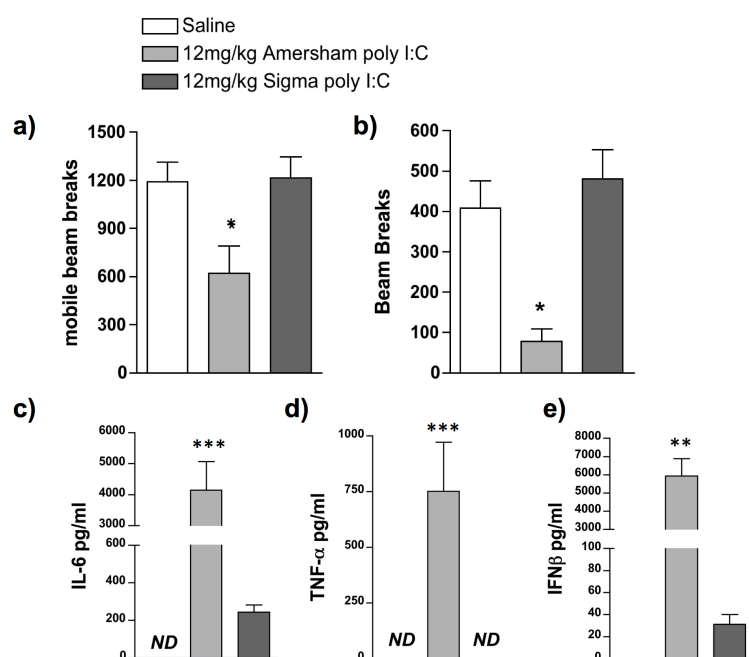 Saline
12mg/kg Amersham poly I:C
12mg/kg Sigma poly I:C
a)
mobile beam breaks
1500
1200
900
600
300
0
*
b)
Beam Breaks
600
500
400
300
200
100
0
*
c)
IL-6 pg/ml
6000
5000
4000
3000
600
400
200
0
***
ND
d)
TNF-α pg/ml
1000
750
500
250
0
***
ND
ND
e)
IFNβ pg/ml
8000
7000
6000
5000
4000
3000
100
80
60
40
20
0
**